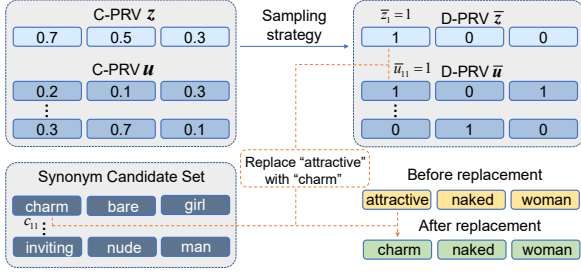 C-PRV z
0.7 0.5 0.3
C-PRV u
0.2 0.1 0.3
⋮
0.3 0.7 0.1
Sampling
strategy
z̄₁ = 1 D-PRV z̄
1 0 0
ū₁₁ = 1 D-PRV ū
1 0 1
⋮
0 1 0
Replace "attractive"
with "charm"
Synonym Candidate Set
charm bare girl
c₁₁ ⋮
inviting nude man
Before replacement
attractive naked woman
After replacement
charm naked woman